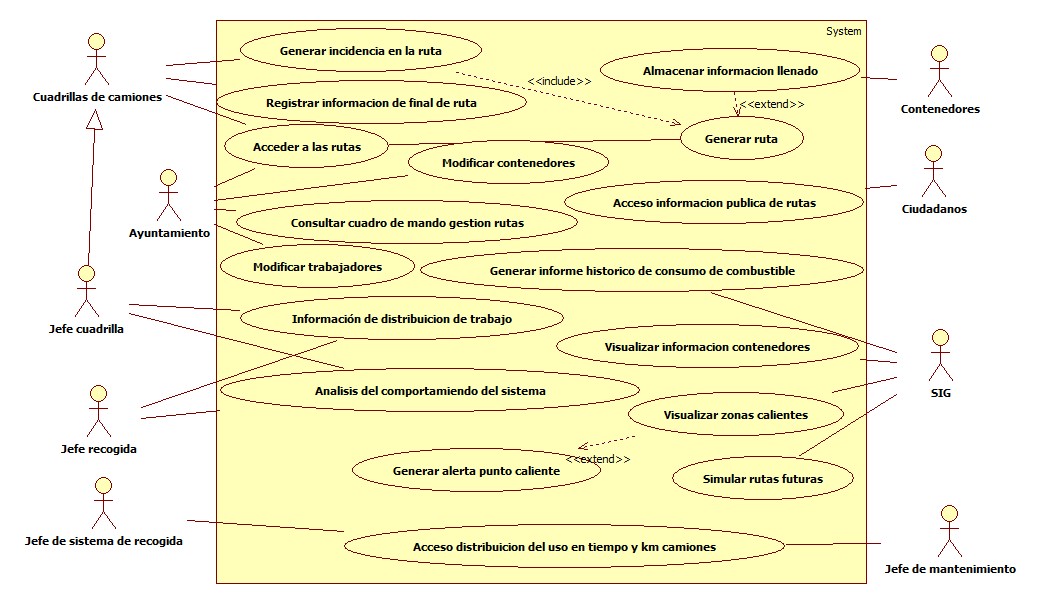 System
Generar incidencia en la ruta
Almacenar informacion llenado
<<include>>
Cuadrillas de camiones
Registrar informacion de final de ruta
<<extend>>
Contenedores
Acceder a las rutas
Generar ruta
Modificar contenedores
Acceso informacion publica de rutas
Ciudadanos
Ayuntamiento
Consultar cuadro de mando gestion rutas
Modificar trabajadores
Generar informe historico de consumo de combustible
Jefe cuadrilla
Información de distribuicion de trabajo
Visualizar informacion contenedores
Analisis del comportamiendo del sistema
SIG
Visualizar zonas calientes
Jefe recogida
<<extend>>
Generar alerta punto caliente
Simular rutas futuras
Jefe de sistema de recogida
Acceso distribuicion del uso en tiempo y km camiones
Jefe de mantenimiento